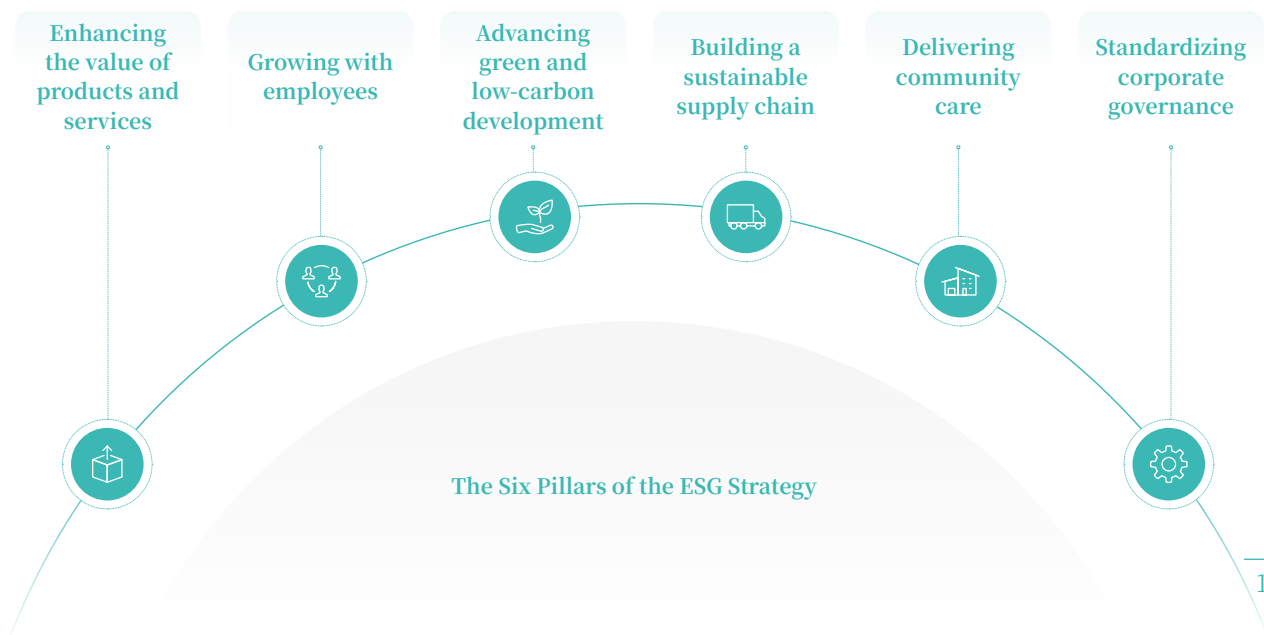 Enhancing
the value of
products and
services
Growing with
employees
Advancing
green and
low-carbon
development
Building a
sustainable
supply chain
Delivering
community
care
Standardizing
corporate
governance
The Six Pillars of the ESG Strategy